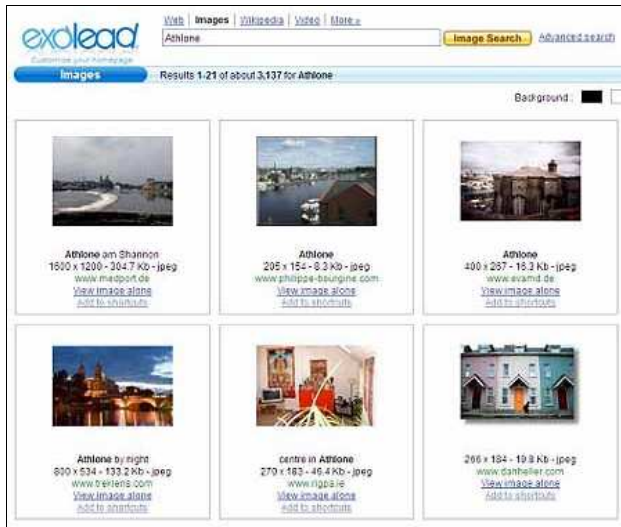 Web | Images | Wikipedia | Video | More »
exalead
Athlone
Image Search
Advanced search
Customize your homepage
Images
Results 1-21 of about 3,137 for Athlone
Background :
Athlone am Shannon
1600 x 1200 - 304.7 Kb - jpeg
www.medport.de
View image alone
Add to shortcuts
Athlone
205 x 154 - 8.3 Kb - jpeg
www.philippe-bourgine.com
View image alone
Add to shortcuts
Athlone
400 x 267 - 16.3 Kb - jpeg
www.evamd.de
View image alone
Add to shortcuts
Athlone by night
800 x 534 - 133.2 Kb - jpeg
www.treklens.com
View image alone
Add to shortcuts
centre in Athlone
270 x 183 - 46.4 Kb - jpeg
www.rigpa.ie
View image alone
Add to shortcuts
266 x 184 - 19.8 Kb - jpeg
www.danheller.com
View image alone
Add to shortcuts